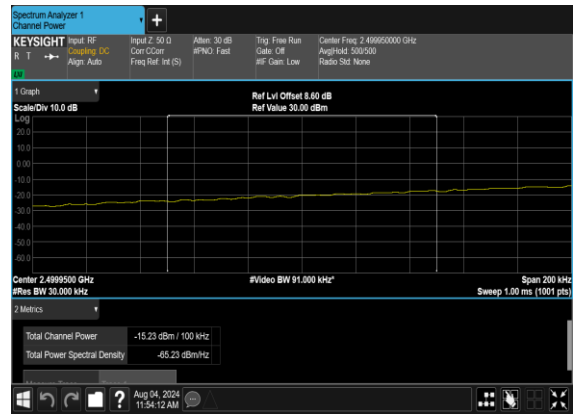 Spectrum Analyzer 1
Channel Power
+
KEYSIGHT
R T
LU
Input: RF
Coupling: DC
Align: Auto
Input Z: 50 Ω
Corr CCorr
Freq Ref: Int (S)
Atten: 30 dB
#PNO: Fast
Trig: Free Run
Gate: Off
#IF Gain: Low
Center Freq: 2.499950000 GHz
Avg|Hold: 500/500
Radio Std: None
1 Graph
Scale/Div 10.0 dB
Ref Lvl Offset 8.60 dB
Ref Value 30.00 dBm
Log
20.0
10.0
0.00
-10.0
-20.0
-30.0
-40.0
-50.0
-60.0
Center 2.4999500 GHz
#Res BW 30.000 kHz
#Video BW 91.000 kHz*
Span 200 kHz
Sweep 1.00 ms (1001 pts)
2 Metrics
Total Channel Power -15.23 dBm / 100 kHz
Total Power Spectral Density -65.23 dBm/Hz
?
Aug 04, 2024
11:54:12 AM